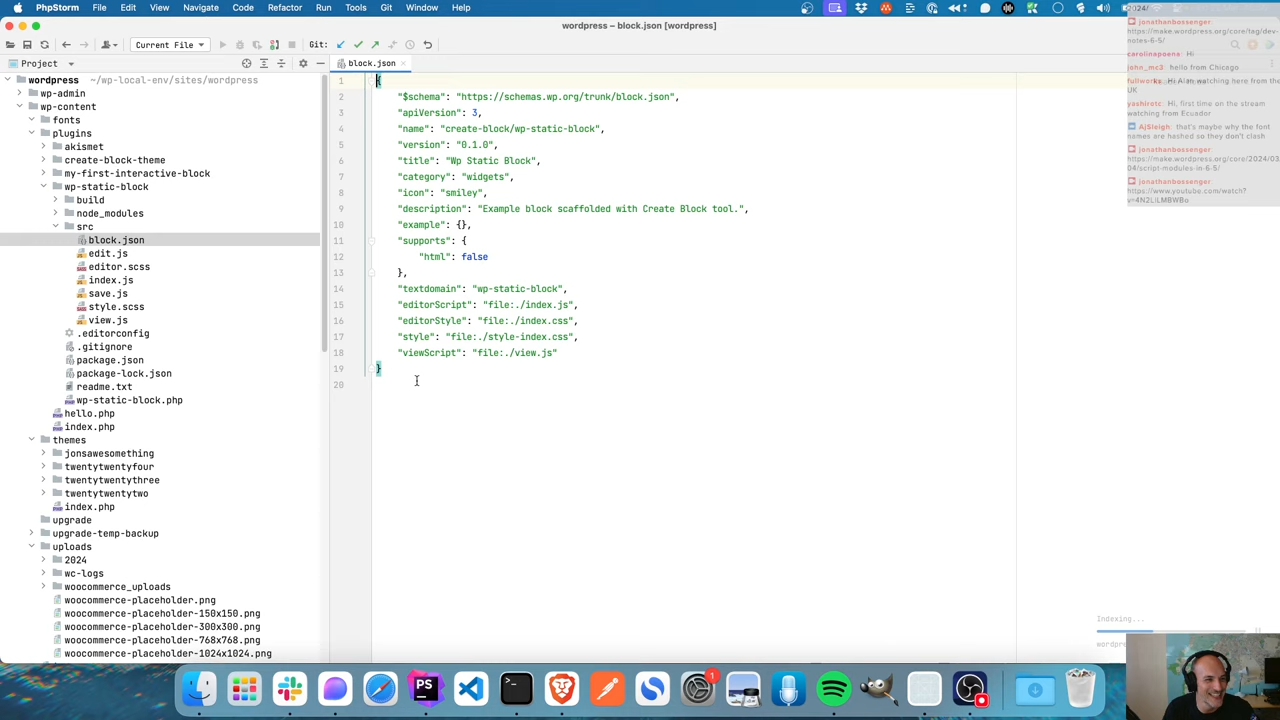 View
Navigate
Code
Refactor
Run
Tools
Git
Window
Help
wordpress – block.json [wordpress]
Current File
Git:
Project
block.json
wordpress ~/wp-local-env/sites/wordpress
wp-admin
wp-content
fonts
plugins
akismet
create-block-theme
my-first-interactive-block
wp-static-block
build
node_modules
src
block.json
edit.js
editor.scss
index.js
save.js
style.scss
view.js
.editorconfig
.gitignore
package.json
package-lock.json
readme.txt
wp-static-block.php
hello.php
index.php
themes
jonsawesomething
twentytwentyfour
twentytwentythree
twentytwentytwo
index.php
upgrade
upgrade-temp-backup
uploads
2024
wc-logs
woocommerce_uploads
woocommerce-placeholder.png
woocommerce-placeholder-150x150.png
woocommerce-placeholder-300x300.png
woocommerce-placeholder-768x768.png
woocommerce-placeholder-1024x1024.png
1 {
2 "$schema": "https://schemas.wp.org/trunk/block.json",
3 "apiVersion": 3,
4 "name": "create-block/wp-static-block",
5 "version": "0.1.0",
6 "title": "Wp Static Block",
7 "category": "widgets",
8 "icon": "smiley",
9 "description": "Example block scaffolded with Create Block tool.",
10 "example": {},
11 "supports": {
12 "html": false
13 },
14 "textdomain": "wp-static-block",
15 "editorScript": "file:./index.js",
16 "editorStyle": "file:./index.css",
17 "style": "file:./style-index.css",
18 "viewScript": "file:./view.js"
19 }
20
2024/
jonathanbossenger:
https://make.wordpress.org/core/tag/dev-
notes-6-5/
carolinapoena: Hi
john_mc3: hello from Chicago
fullworks: watching here from the
UK
yashiretc: Hi, first time on the stream
watching from Ecuador
AjSleigh: that's maybe why the font
names are hashed so they don't clash
jonathanbossenger:
https://make.wordpress.org/core/2024/03/
04/script-modules-in-6-5/
jonathanbossenger:
https://www.youtube.com/watch?
v=4N2LiLMBWBo
Indexing...
PS
1